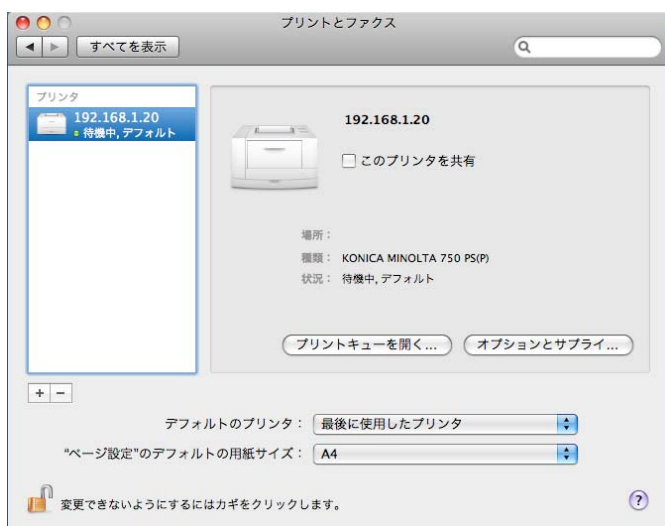 プリントとファクス
すべてを表示
プリンタ
192.168.1.20
待機中, デフォルト
192.168.1.20
このプリンタを共有
場所：
種類： KONICA MINOLTA 750 PS(P)
状況： 待機中, デフォルト
プリントキューを開く...
オプションとサプライ...
+ −
デフォルトのプリンタ： 最後に使用したプリンタ
“ページ設定”のデフォルトの用紙サイズ： A4
変更できないようにするにはカギをクリックします。
?